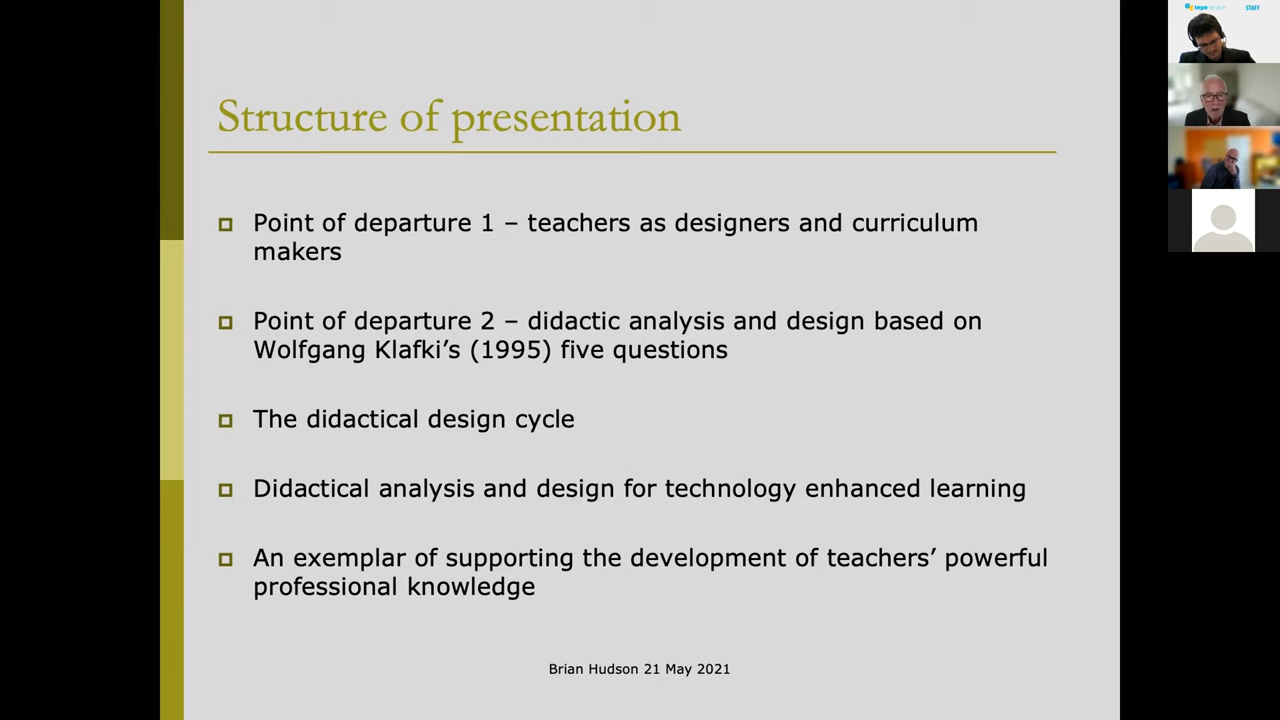 Structure of presentation
Point of departure 1 – teachers as designers and curriculum
makers
Point of departure 2 – didactic analysis and design based on
Wolfgang Klafki’s (1995) five questions
The didactical design cycle
Didactical analysis and design for technology enhanced learning
An exemplar of supporting the development of teachers’ powerful
professional knowledge
Brian Hudson 21 May 2021
tepe
STAFF